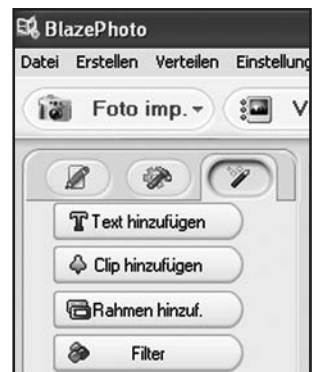 BlazePhoto
Datei Erstellen Verteilen Einstellung
Foto imp. V
Text hinzufügen
Clip hinzufügen
Rahmen hinzuf.
Filter